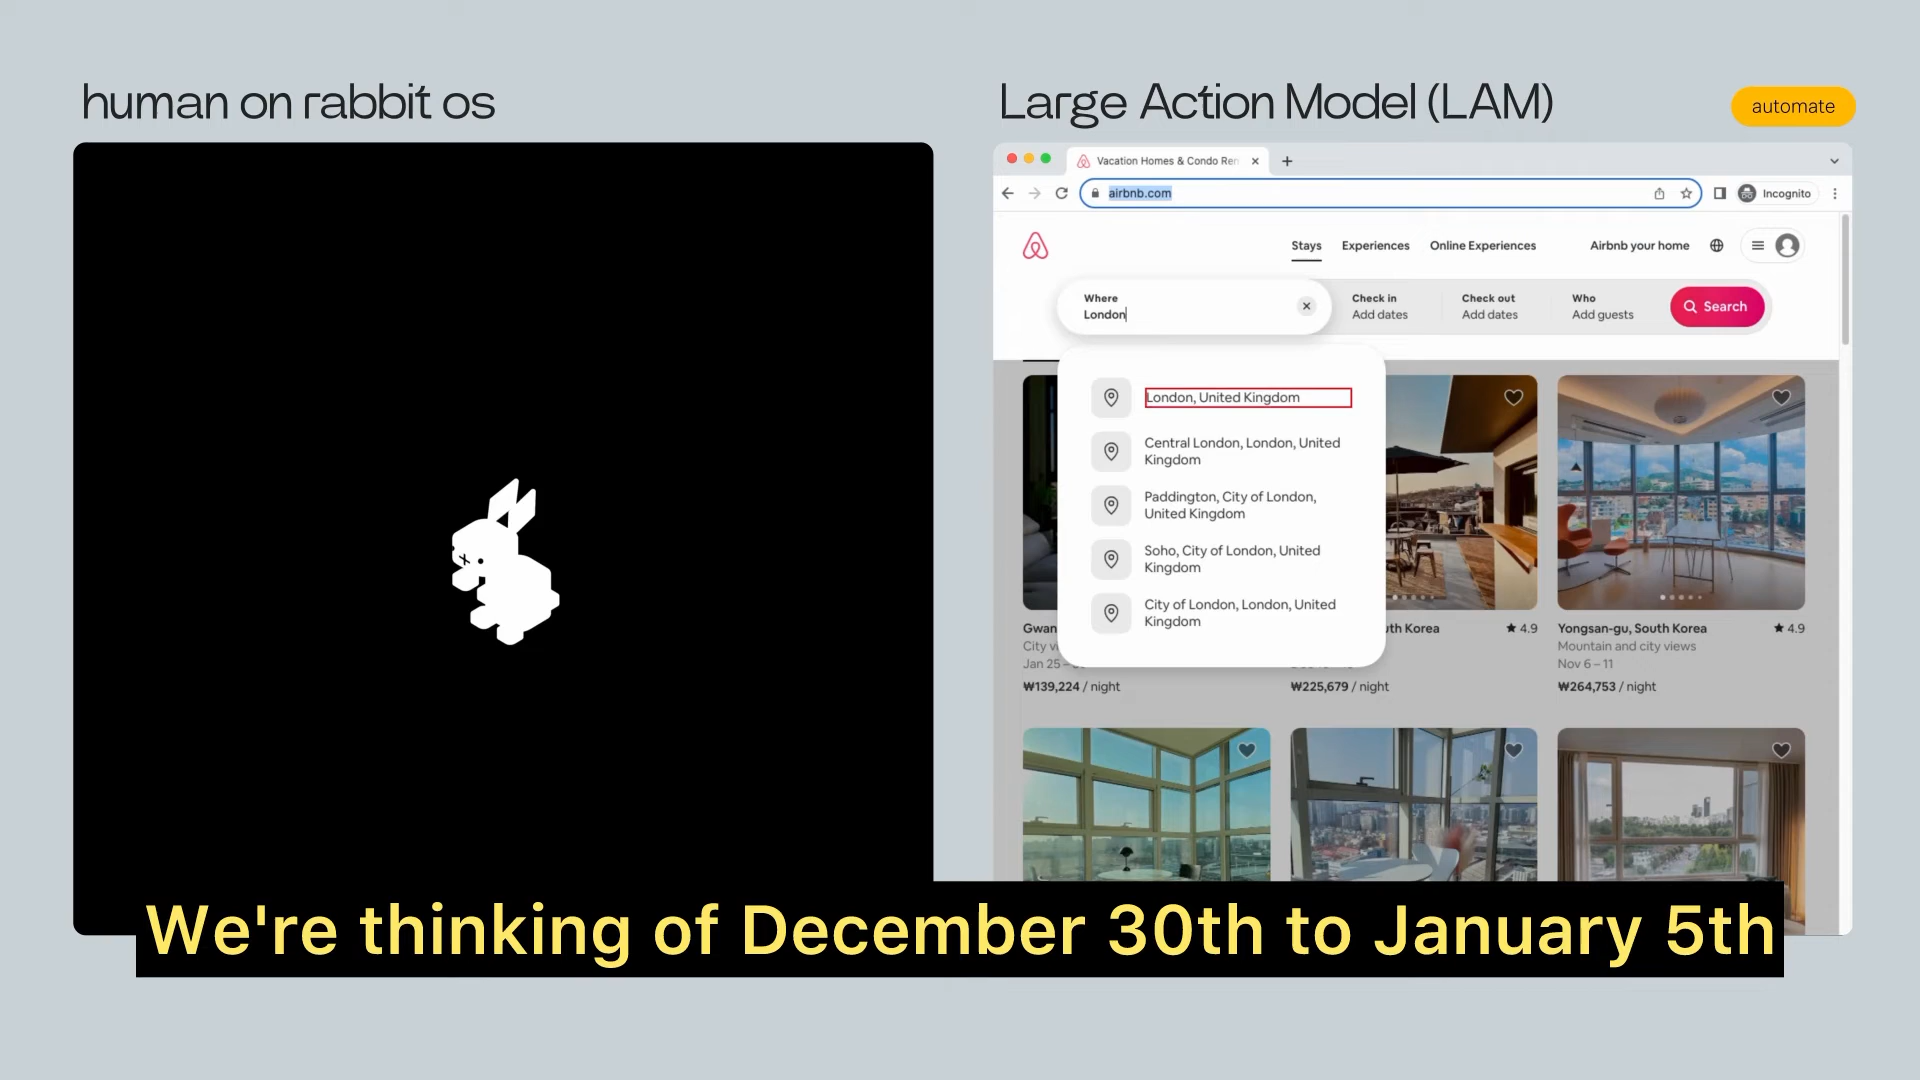 human on rabbit os
Large Action Model (LAM)
automate
Vacation Homes & Condo Ren
airbnb.com
Incognito
Stays
Experiences
Online Experiences
Airbnb your home
Where
London
Check in
Add dates
Check out
Add dates
Who
Add guests
Search
London, United Kingdom
Central London, London, United
Kingdom
Paddington, City of London,
United Kingdom
Soho, City of London, United
Kingdom
City of London, London, United
Kingdom
Gwan
City vi
Jan 25 –
₩139,224 / night
th Korea
4.9
₩225,679 / night
Yongsan-gu, South Korea
4.9
Mountain and city views
Nov 6 – 11
₩264,753 / night
We're thinking of December 30th to January 5th